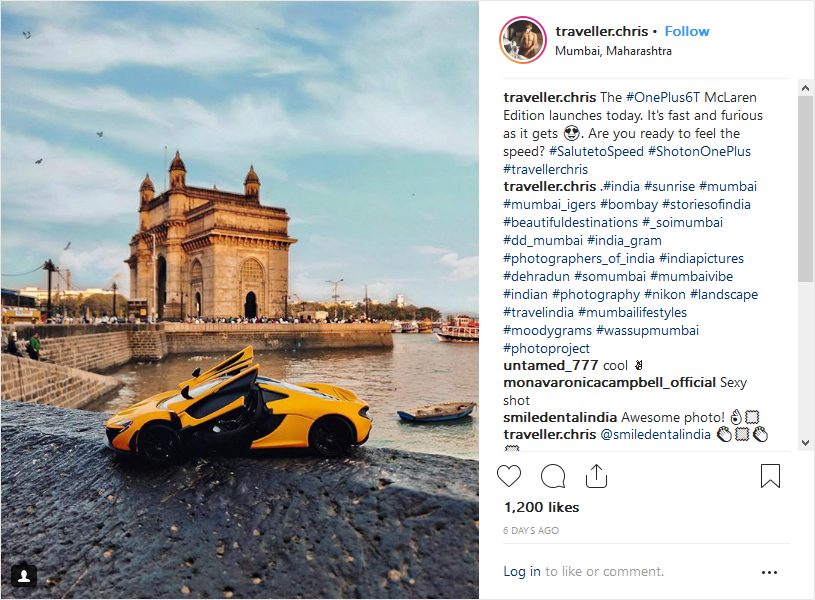 traveller.chris • Follow
Mumbai, Maharashtra
traveller.chris The #OnePlus6T McLaren
Edition launches today. It's fast and furious
as it gets 😎. Are you ready to feel the
speed? #SalutetoSpeed #ShotonOnePlus
#travellerchris
traveller.chris .#india #sunrise #mumbai
#mumbai_igers #bombay #storiesofindia
#beautifuldestinations #_soimumbai
#dd_mumbai #india_gram
#photographers_of_india #indiapictures
#dehradun #somumbai #mumbaivibe
#indian #photography #nikon #landscape
#travelindia #mumbailifestyles
#moodygrams #wassupmumbai
#photoproject
untamed_777 cool ✌
monavaronicacampbell_official Sexy
shot
smiledentalindia Awesome photo! 👌🏻
traveller.chris @smiledentalindia 👏🏼👏🏼
1,200 likes
6 DAYS AGO
Log in to like or comment.